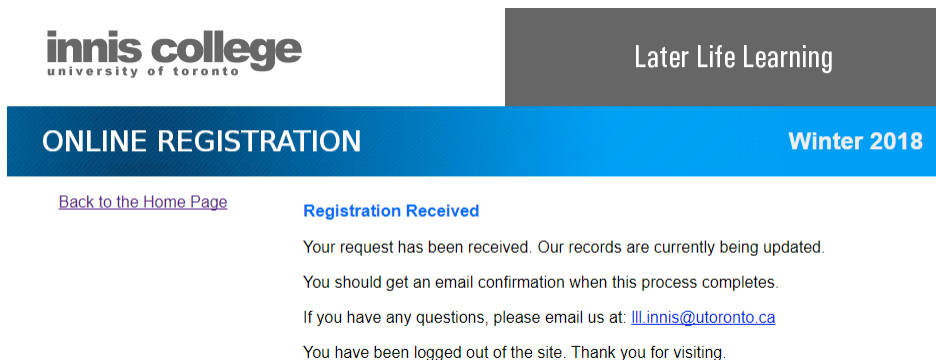 innis college
university of toronto
Later Life Learning
ONLINE REGISTRATION
Winter 2018
Back to the Home Page
Registration Received
Your request has been received. Our records are currently being updated.
You should get an email confirmation when this process completes.
If you have any questions, please email us at: lll.innis@utoronto.ca
You have been logged out of the site. Thank you for visiting.